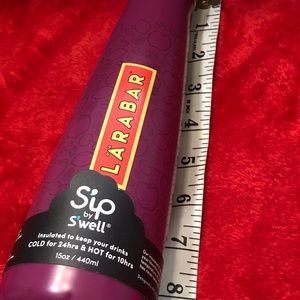 LÄRABAR
Sip
by
S'well®
Insulated to keep your drinks
COLD for 24hrs & HOT for 10hrs
15oz / 440ml
1
2
3
4
5
6
7
8